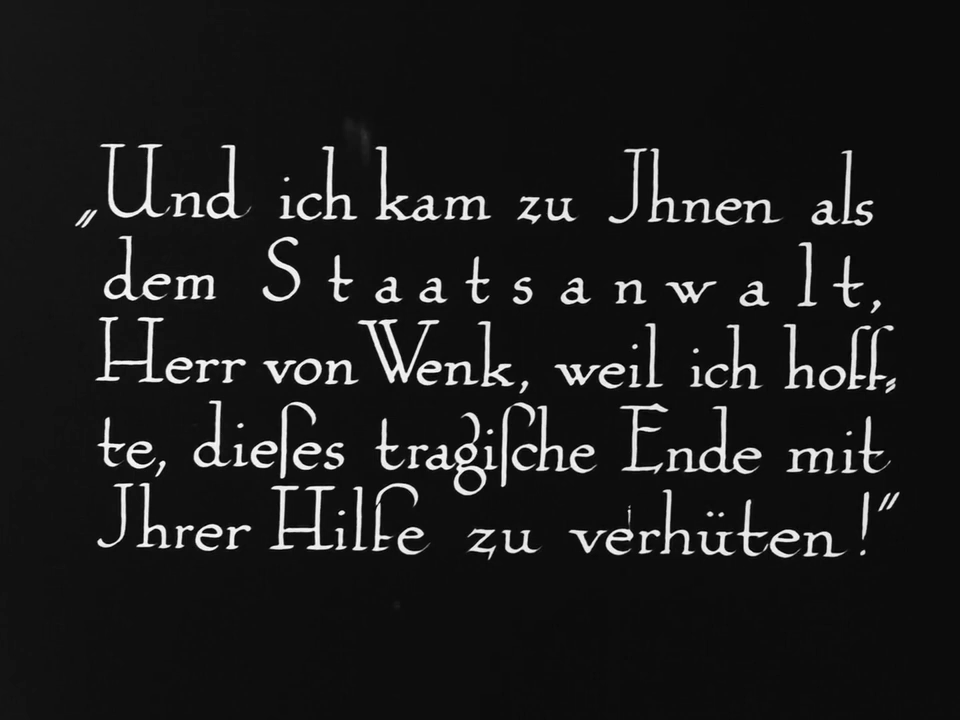 „Und ich kam zu Jhnen als
dem Staatsanwalt,
Herr von Wenk, weil ich hoff⸗
te, dieſes tragiſche Ende mit
Jhrer Hilfe zu verhüten!“